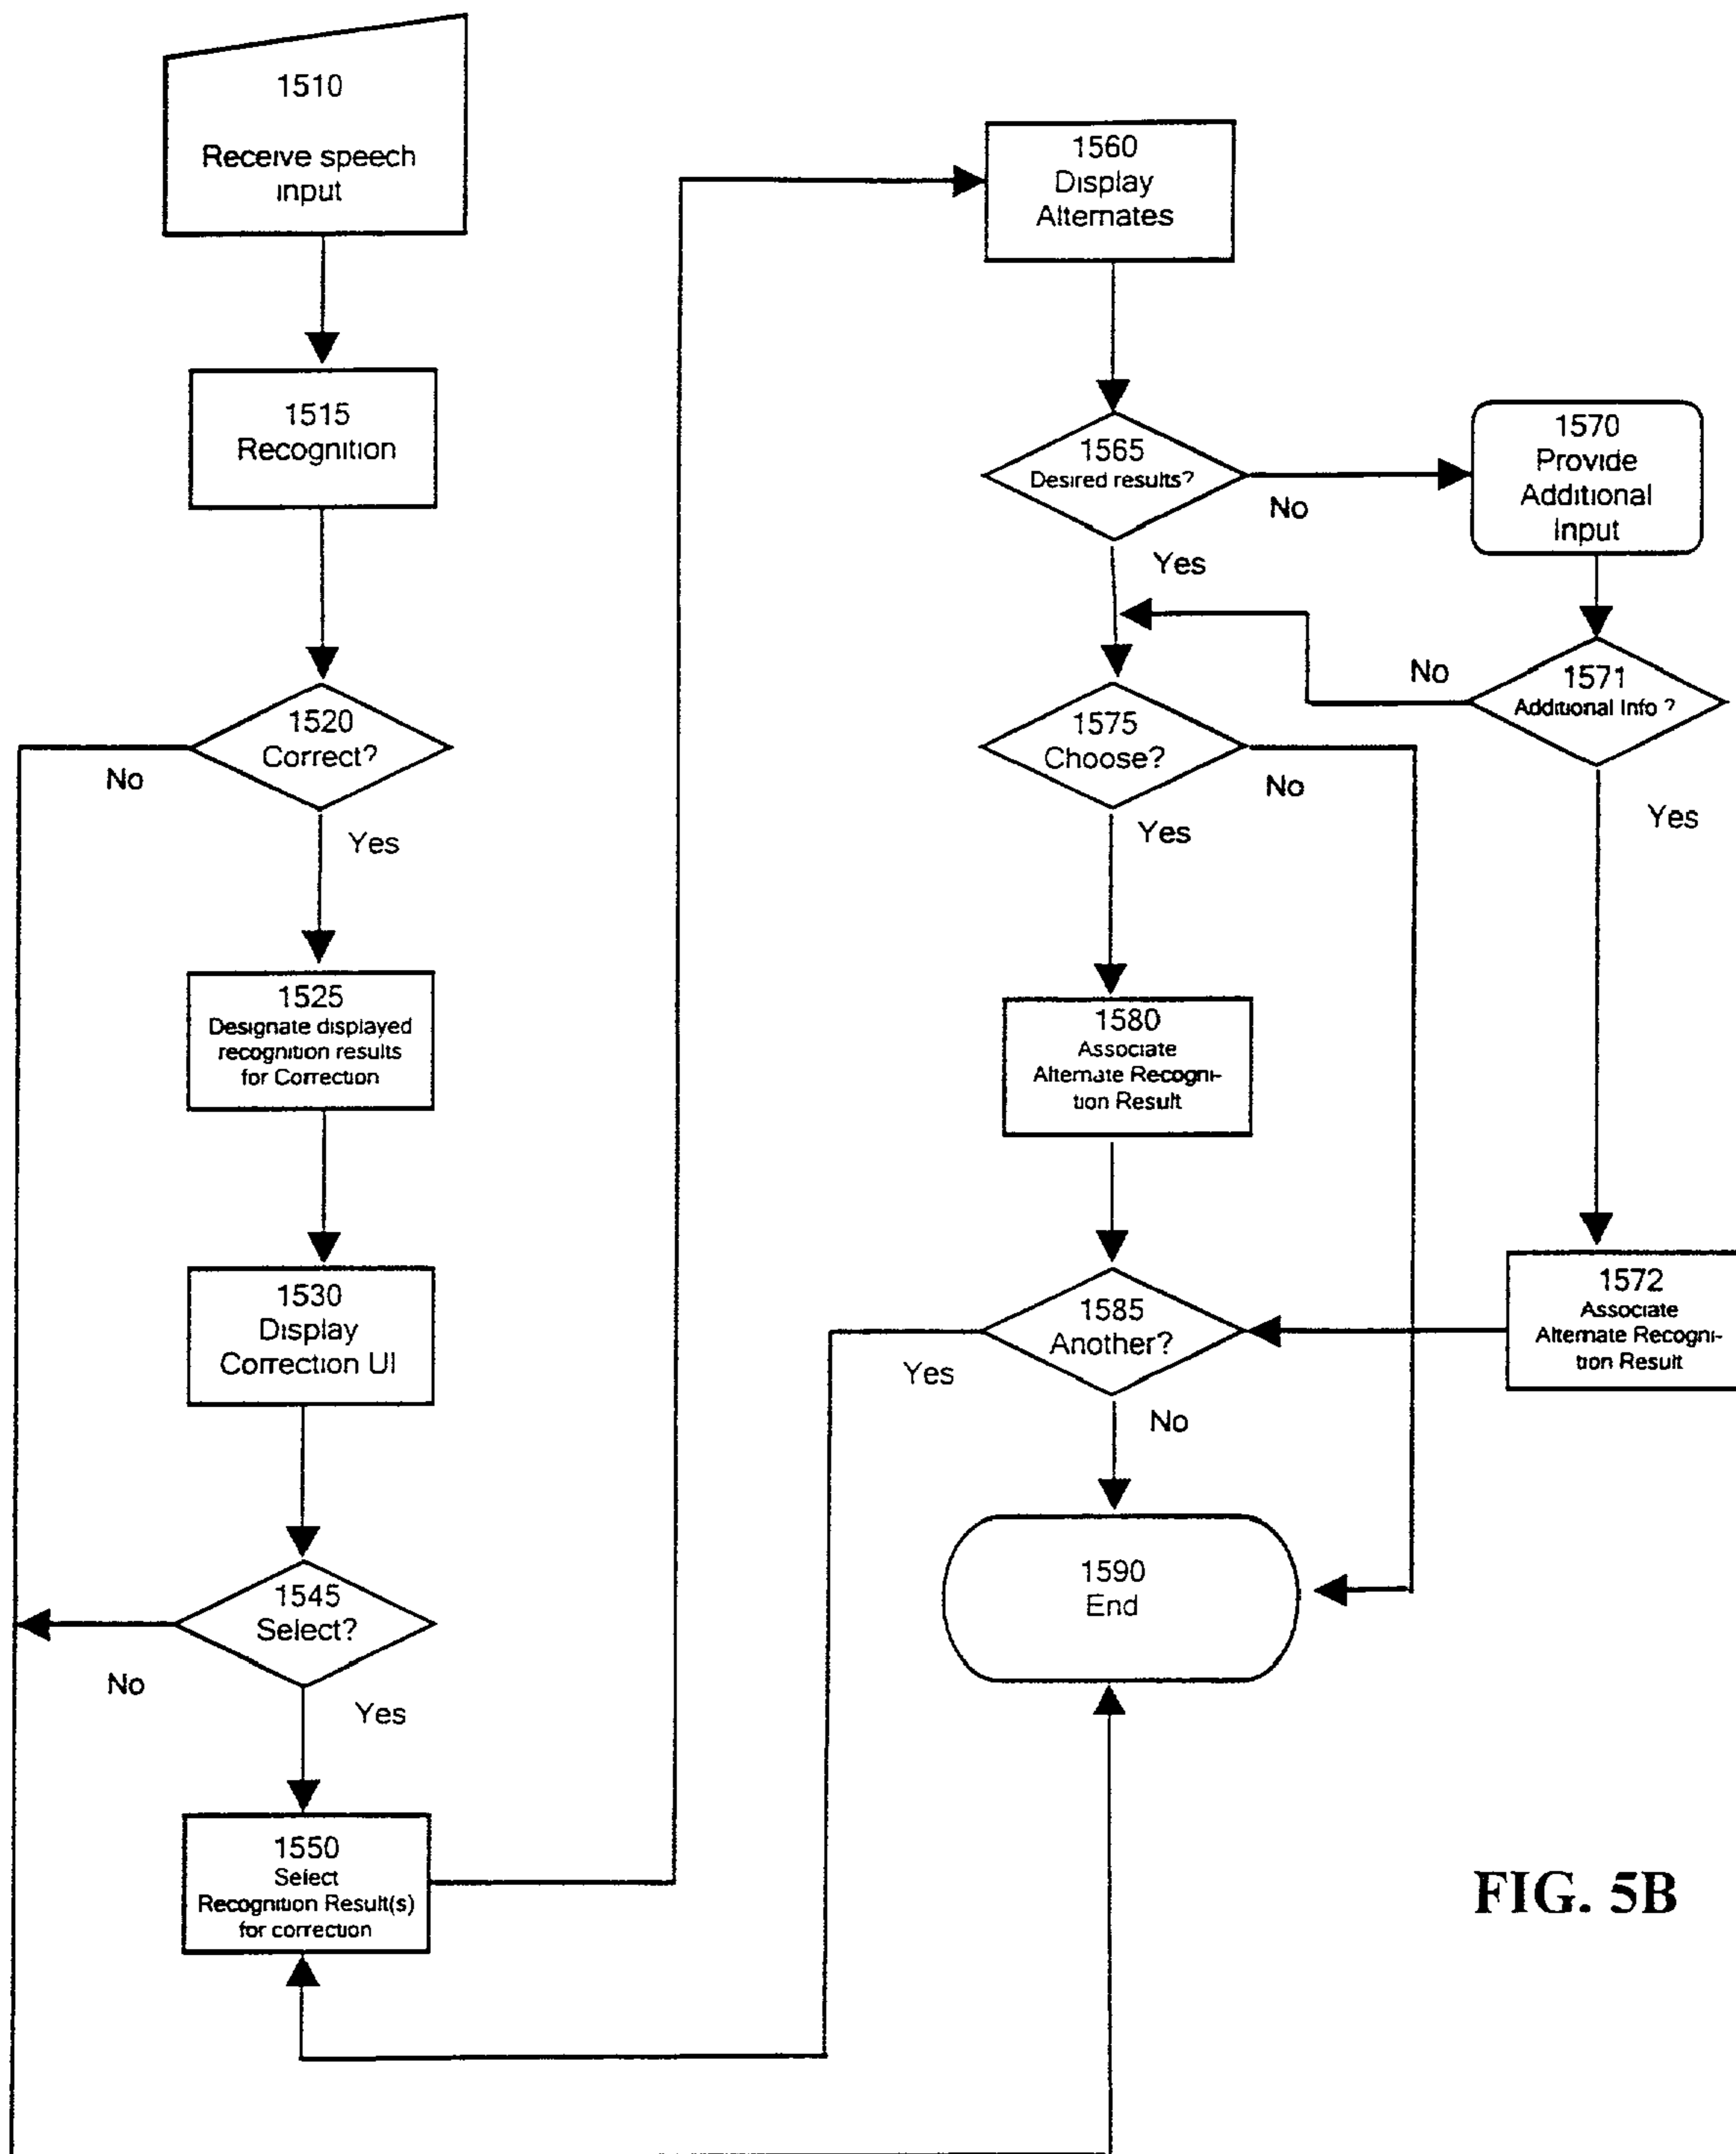 1510
Receive speech
input
1515
Recognition
1520
Correct?
No
Yes
1525
Designate displayed
recognition results
for Correction
1530
Display
Correction UI
1545
Select?
No
Yes
1550
Select
Recognition Result(s)
for correction
1560
Display
Alternates
1565
Desired results?
No
Yes
1570
Provide
Additional
Input
1571
Additional Info ?
No
Yes
1575
Choose?
No
Yes
1580
Associate
Alternate Recogni-
tion Result
1572
Associate
Alternate Recogni-
tion Result
1585
Another?
Yes
No
1590
End
FIG. 5B